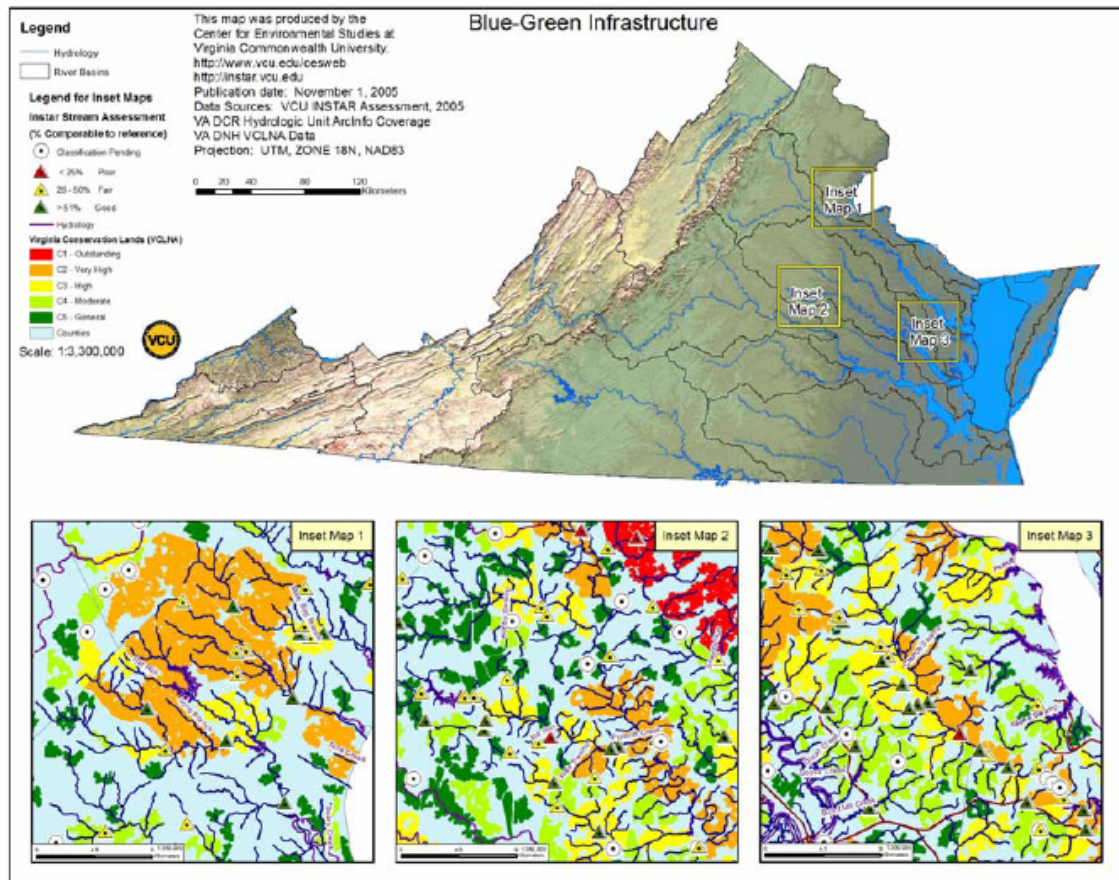 Blue-Green Infrastructure
Legend
Hydrology
River Basins
Legend for Inset Maps
Instar Stream Assessment
(% Comparable to reference)
Classification Pending
Poor
26 - 50% Fair
>51% Good
Hydrology
Virginia Conservation Lands (VCLNA)
C1 - Outstanding
C2 - Very High
C3 - High
C4 - Moderate
C5 - General
Counties
Scale: 1:3,300,000
VCU
This map was produced by the
Center for Environmental Studies at
Virginia Commonwealth University.
http://www.vcu.edu/cesweb
http://instar.vcu.edu
Publication date: November 1, 2005
Data Sources: VCU INSTAR Assessment, 2005
VA DCR Hydrologic Unit ArcInfo Coverage
VA DNH VCLNA Data
Projection: UTM, ZONE 18N, NAD83
0 20 40 80 120
Kilometers
Inset
Map 1
Inset
Map 2
Inset
Map 3
Inset Map 1
Inset Map 2
Inset Map 3